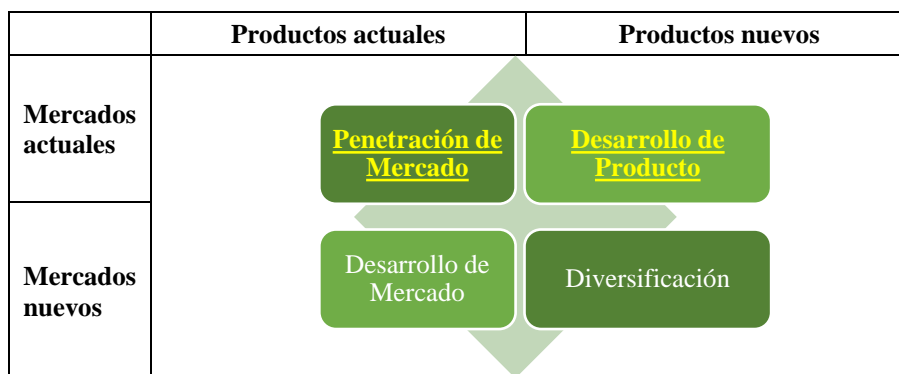 Productos actuales
Productos nuevos
Mercados
actuales
Penetración de
Mercado
Desarrollo de
Producto
Mercados
nuevos
Desarrollo de
Mercado
Diversificación